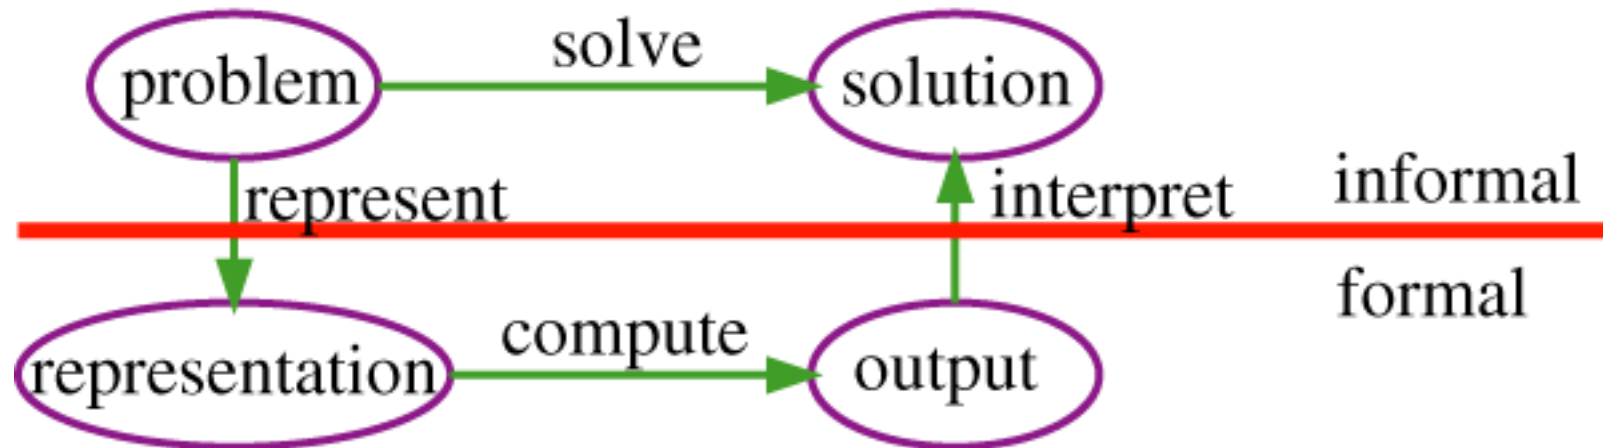 solve
problem
solution
represent
interpret
informal
formal
compute
representation
output